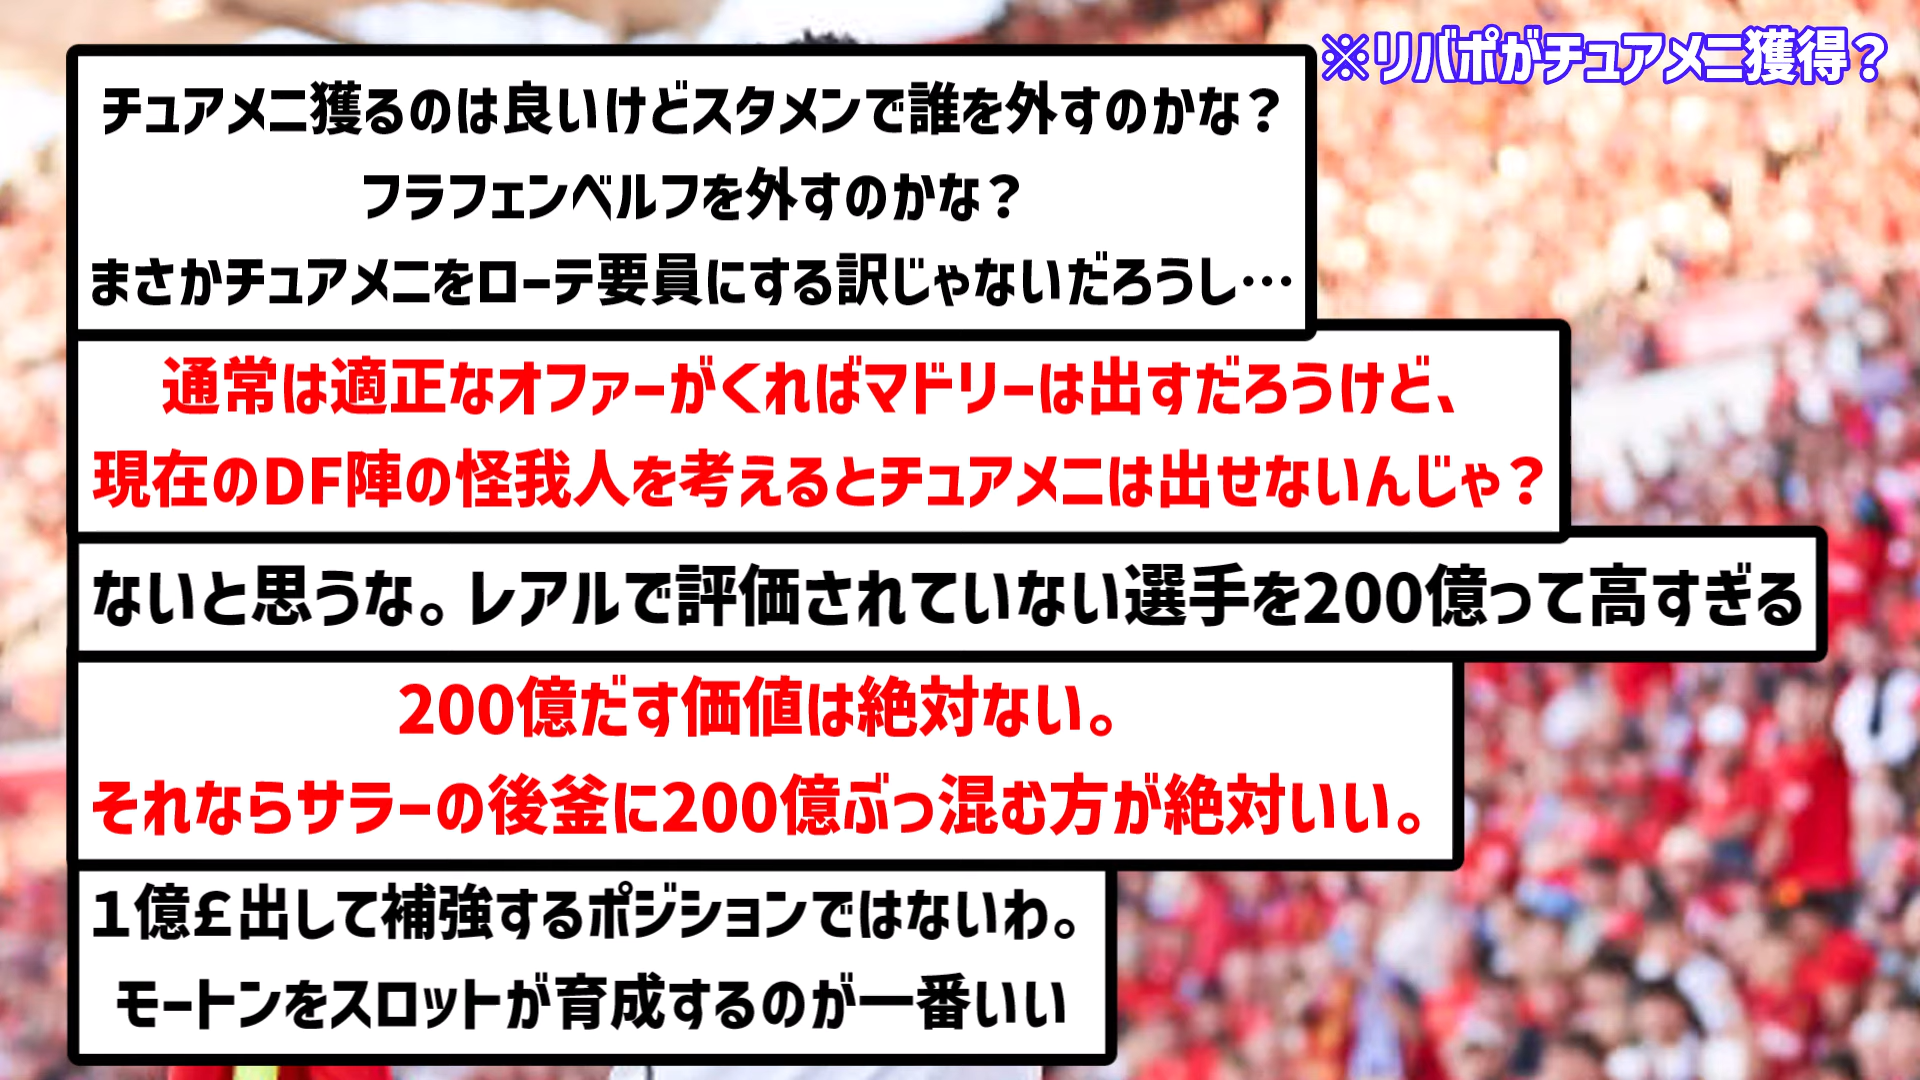 ※リバポがチュアメニ獲得？
チュアメニ獲るのは良いけどスタメンで誰を外すのかな？
フラフェンベルフを外すのかな？
まさかチュアメニをローテ要員にする訳じゃないだろうし…
通常は適正なオファーがくればマドリーは出すだろうけど、
現在のDF陣の怪我人を考えるとチュアメニは出せないんじゃ？
ないと思うな。レアルで評価されていない選手を200億って高すぎる
200億だす価値は絶対ない。
それならサラーの後釜に200億ぶっ混む方が絶対いい。
１億£出して補強するポジションではないわ。
モートンをスロットが育成するのが一番いい